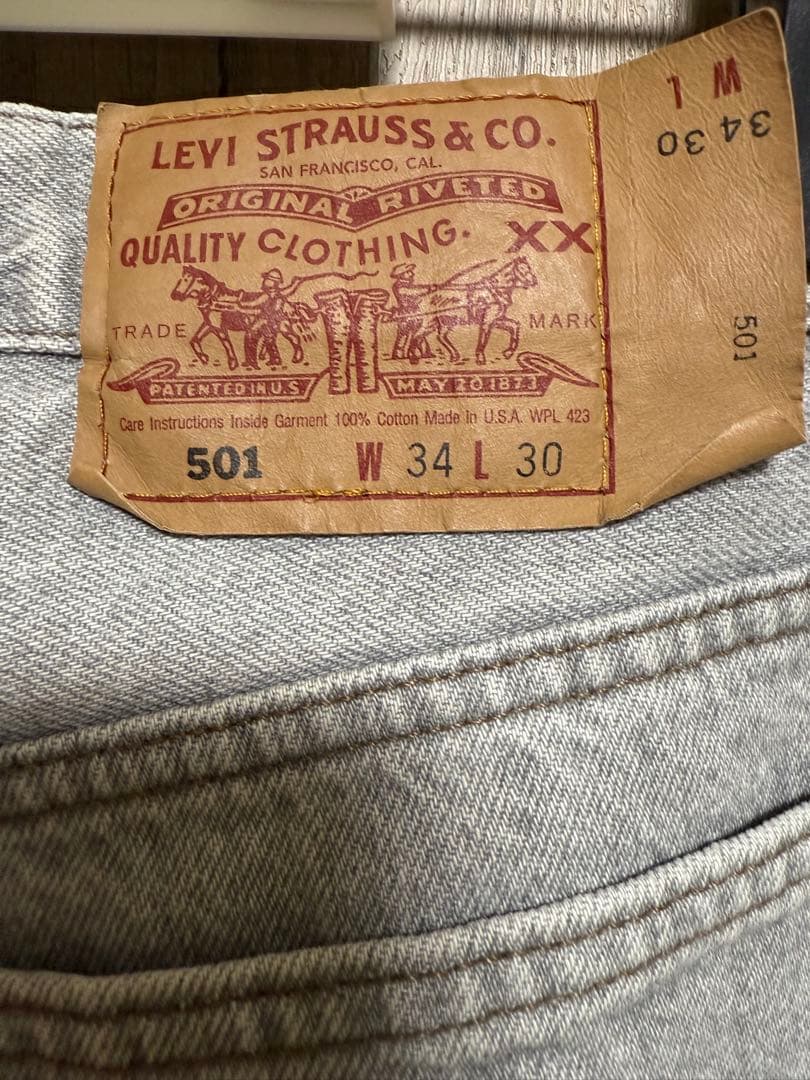 LEVI STRAUSS & CO.
SAN FRANCISCO, CAL.
ORIGINAL RIVETED
QUALITY CLOTHING. XX
TRADE MARK
PATENTED IN U.S. MAY 20 1873
Care Instructions Inside Garment 100% Cotton Made in U.S.A. WPL 423
501 W 34 L 30
W L
34 30
501